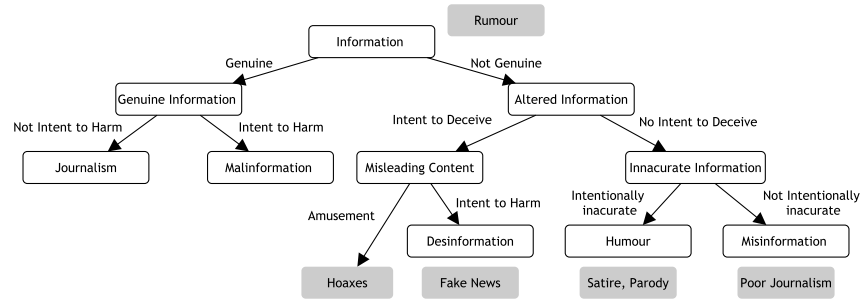 Rumour
Information
Genuine
Not Genuine
Genuine Information
Altered Information
Not Intent to Harm
Intent to Harm
Intent to Deceive
No Intent to Deceive
Journalism
Malinformation
Misleading Content
Innacurate Information
Amusement
Intent to Harm
Intentionally
inacurate
Not Intentionally
inacurate
Desinformation
Humour
Misinformation
Hoaxes
Fake News
Satire, Parody
Poor Journalism